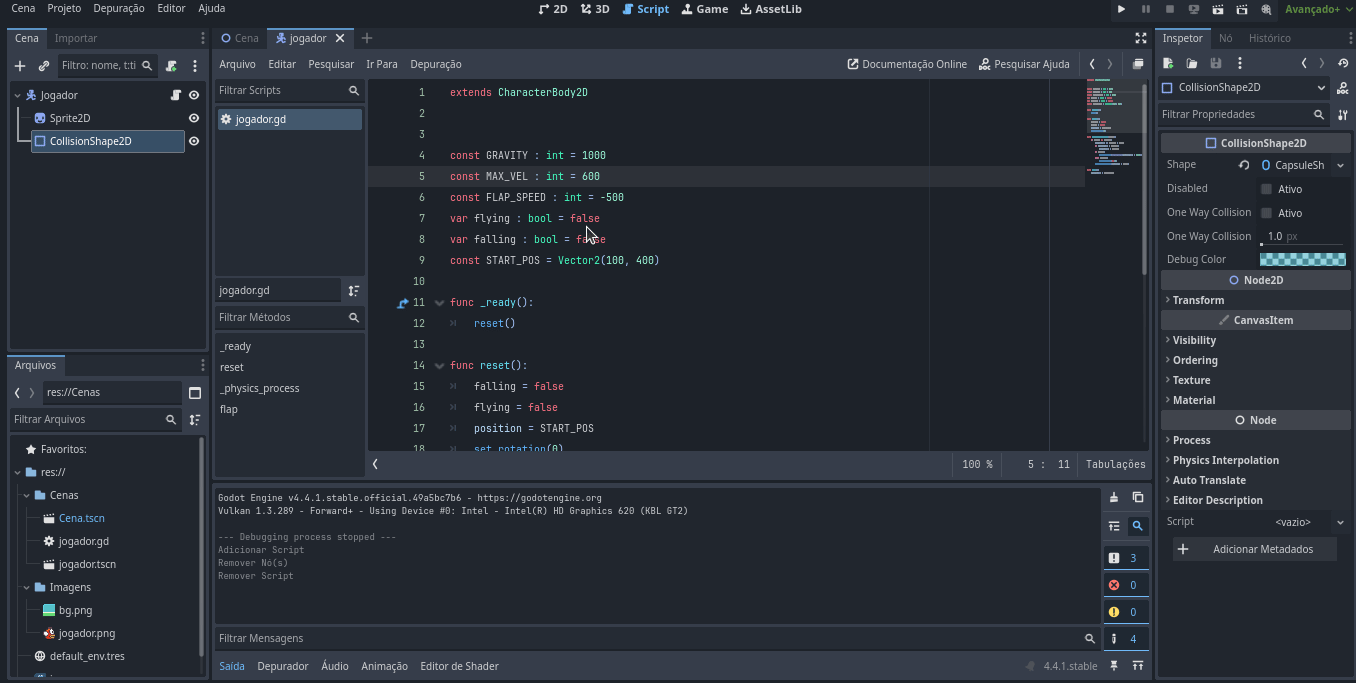 Cena Projeto Depuração Editor Ajuda
2D 3D Script Game AssetLib
Avançado+
Cena Importar
Filtro: nome, t:ti
Jogador
Sprite2D
CollisionShape2D
Arquivos
res://Cenas
Filtrar Arquivos
Favoritos:
res://
Cenas
Cena.tscn
jogador.gd
jogador.tscn
Imagens
bg.png
jogador.png
default_env.tres
Cena jogador
Arquivo Editar Pesquisar Ir Para Depuração
Documentação Online Pesquisar Ajuda
Filtrar Scripts
jogador.gd
jogador.gd
Filtrar Métodos
_ready
reset
_physics_process
flap
1 extends CharacterBody2D
2
3
4 const GRAVITY : int = 1000
5 const MAX_VEL : int = 600
6 const FLAP_SPEED : int = -500
7 var flying : bool = false
8 var falling : bool = false
9 const START_POS = Vector2(100, 400)
10
11 func _ready():
12 reset()
13
14 func reset():
15 falling = false
16 flying = false
17 position = START_POS
18 set_rotation(0)
100 % 5 : 11 Tabulações
Godot Engine v4.4.1.stable.official.49a5bc7b6 - https://godotengine.org
Vulkan 1.3.289 - Forward+ - Using Device #0: Intel - Intel(R) HD Graphics 620 (KBL GT2)
--- Debugging process stopped ---
Adicionar Script
Remover Nó(s)
Remover Script
3
0
0
4
Filtrar Mensagens
Saída Depurador Áudio Animação Editor de Shader
4.4.1.stable
Inspetor Nó Histórico
CollisionShape2D
Filtrar Propriedades
CollisionShape2D
Shape CapsuleSh
Disabled Ativo
One Way Collision Ativo
One Way Collision 1.0 px
Debug Color
Node2D
Transform
CanvasItem
Visibility
Ordering
Texture
Material
Node
Process
Physics Interpolation
Auto Translate
Editor Description
Script <vazio>
Adicionar Metadados